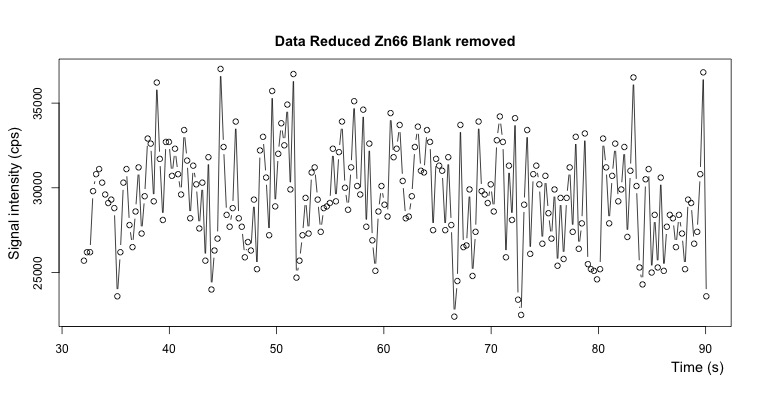 Data Reduced Zn66 Blank removed
Signal intensity (cps)
35000
30000
25000
30 40 50 60 70 80 90
Time (s)